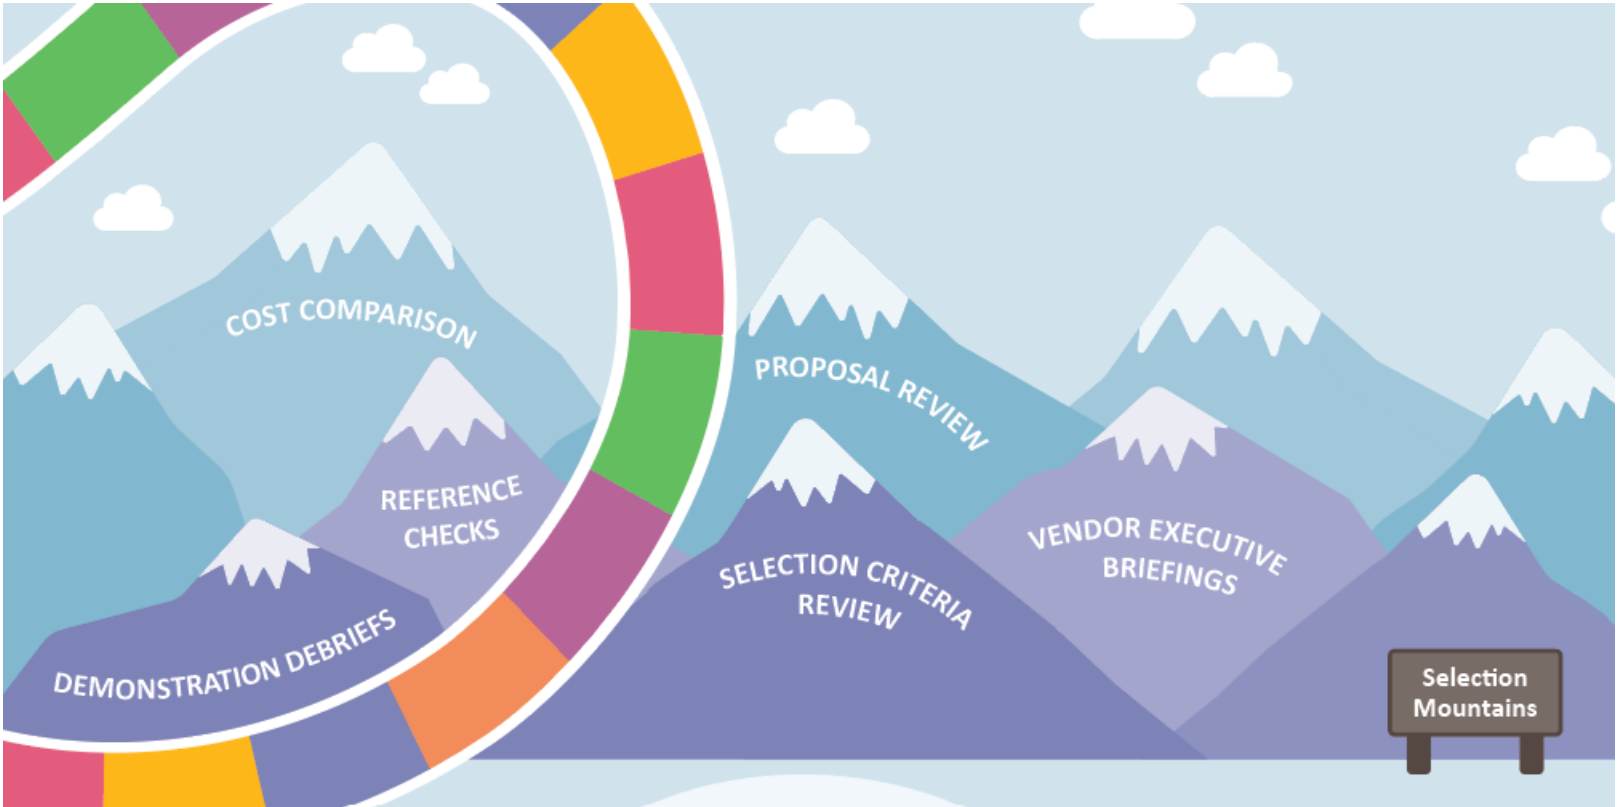 COST COMPARISON
REFERENCE
CHECKS
DEMONSTRATION DEBRIEFS
PROPOSAL REVIEW
SELECTION CRITERIA
REVIEW
VENDOR EXECUTIVE
BRIEFINGS
Selection
Mountains